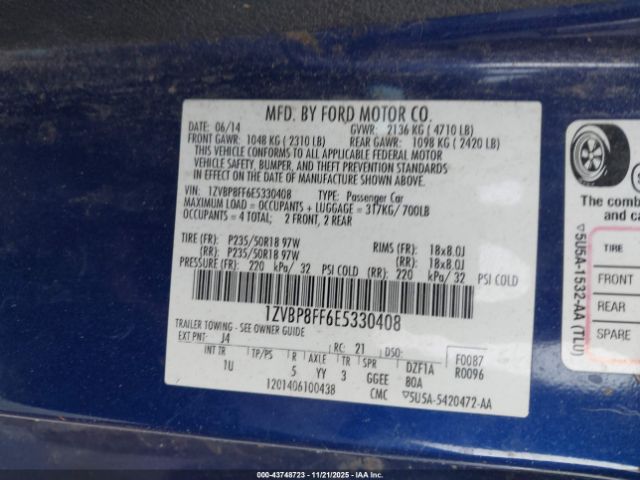 MFD. BY FORD MOTOR CO.
DATE: 06/14 GVWR: 2136 KG ( 4710 LB)
FRONT GAWR: 1048 KG ( 2310 LB) REAR GAWR: 1098 KG ( 2420 LB)
THIS VEHICLE CONFORMS TO ALL APPLICABLE FEDERAL MOTOR
VEHICLE SAFETY, BUMPER, AND THEFT PREVENTION STANDARDS
IN EFFECT ON THE DATE OF MANUFACTURE SHOWN ABOVE.
VIN: 1ZVBP8FF6E5330408 TYPE: Passenger Car
MAXIMUM LOAD = OCCUPANTS + LUGGAGE = 317KG/ 700LB
OCCUPANTS = 4 TOTAL; 2 FRONT, 2 REAR
TIRE (FR): P235/50R18 97W RIMS (FR): 18x8.0J
(RR): P235/50R18 97W (RR): 18x8.0J
PRESSURE (FR): 220 kPa/ 32 PSI COLD (RR): 220 kPa/ 32 PSI COLD
1ZVBP8FF6E5330408
TRAILER TOWING - SEE OWNER GUIDE
EXT PNT: J4 RC: 21 DSO: F0087
INT TR TP/PS R AXLE TR SPR DZF1A R0096
1U 5 YY 3 GGEE 80A
1201406100438 CMC ▽5U5A-5420472-AA
▽5U5A-1532-AA (TLU)
The
and ca
TIRE
FRONT
REAR
SPARE
000-43748723 - 11/21/2025 - IAAI.com